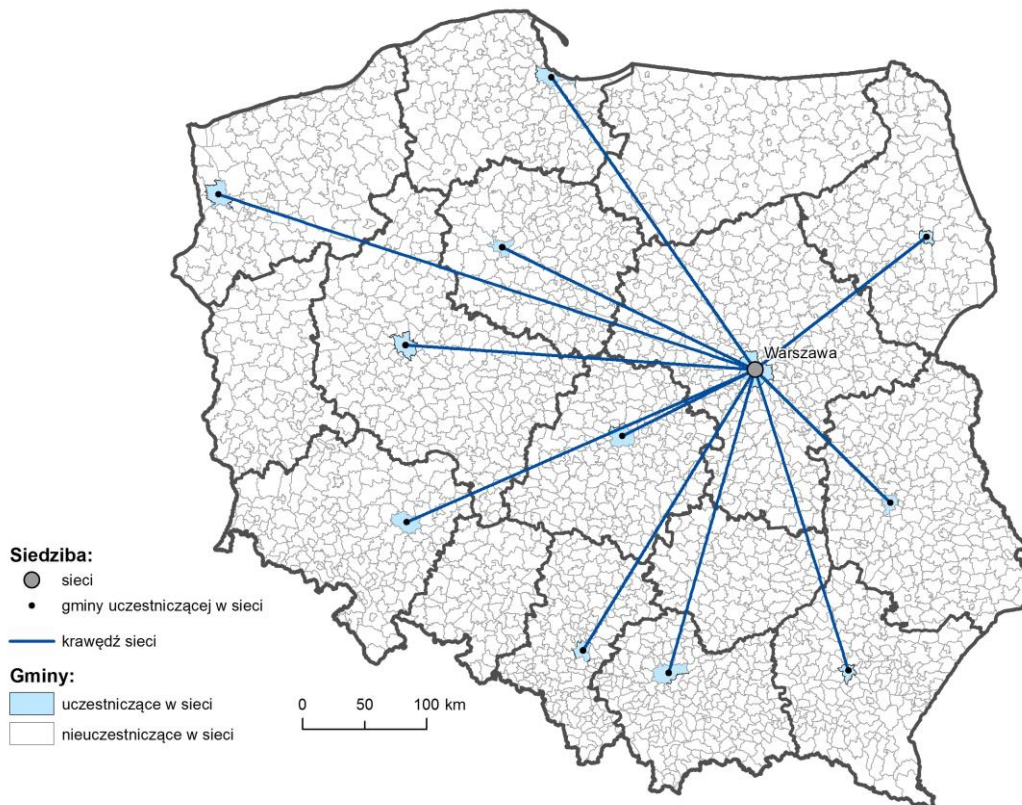 Warszawa
Siedziba:
sieci
gminy uczestniczącej w sieci
krawędź sieci
Gminy:
uczestniczące w sieci
nieuczestniczące w sieci
0 50 100 km